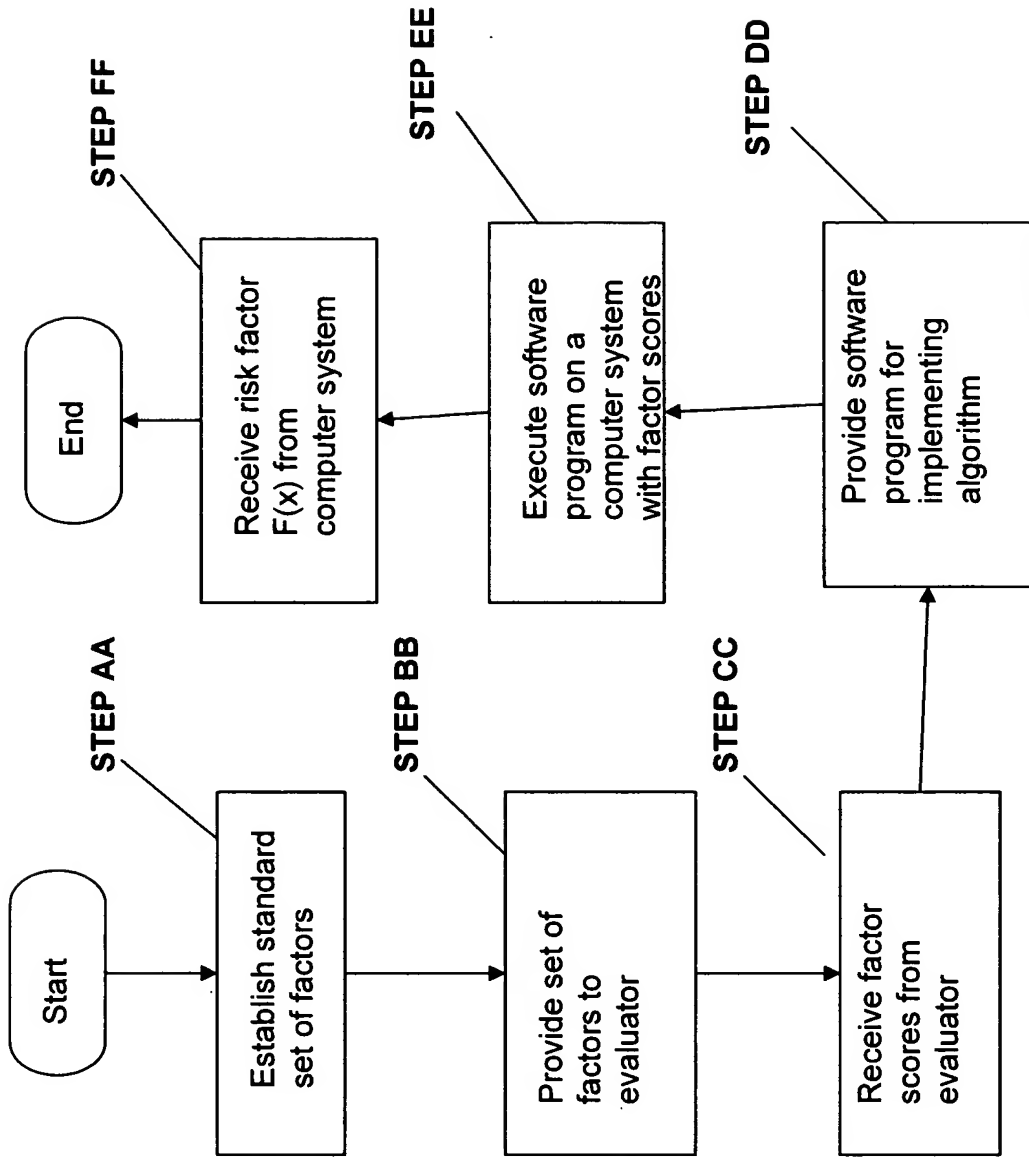 Start
STEP AA
Establish standard
set of factors
STEP BB
Provide set of
factors to
evaluator
STEP CC
Receive factor
scores from
evaluator
STEP DD
Provide software
program for
implementing
algorithm
STEP EE
Execute software
program on a
computer system
with factor scores
STEP FF
Receive risk factor
F(x) from
computer system
End